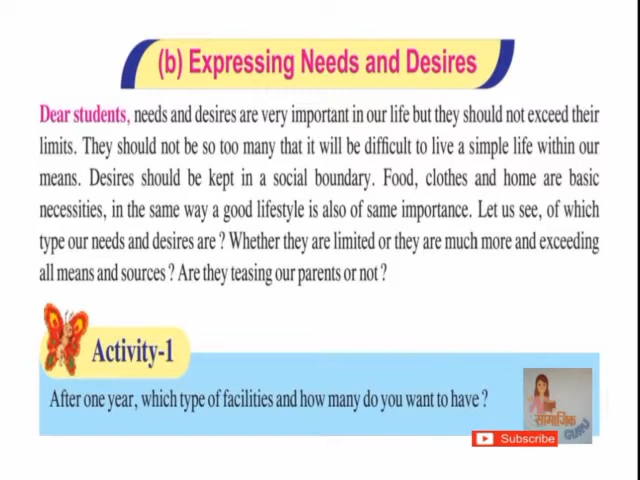 (b) Expressing Needs and Desires
Dear students, needs and desires are very important in our life but they should not exceed their
limits. They should not be so too many that it will be difficult to live a simple life within our
means. Desires should be kept in a social boundary. Food, clothes and home are basic
necessities, in the same way a good lifestyle is also of same importance. Let us see, of which
type our needs and desires are ? Whether they are limited or they are much more and exceeding
all means and sources ? Are they teasing our parents or not ?
Activity-1
After one year, which type of facilities and how many do you want to have ?
सामाजिक
GURU
Subscribe